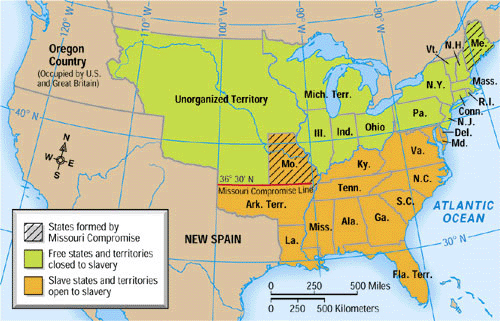 120° W
110° W
100° W
90° W
80° W
Oregon
Country
(Occupied by U.S.
and Great Britain)
40° N
N
W
E
S
Unorganized Territory
Mich. Terr.
Vt.
N.H.
Me.
N.Y.
Mass.
R.I.
Conn.
N.J.
Pa.
Del.
Md.
Ill.
Ind.
Ohio
Mo.
Ky.
Va.
36° 30' N
Missouri Compromise Line
Tenn.
N.C.
Ark. Terr.
S.C.
Miss.
Ala.
Ga.
La.
Fla. Terr.
NEW SPAIN
ATLANTIC
OCEAN
30° N
States formed by
Missouri Compromise
Free states and territories
closed to slavery
Slave states and territories
open to slavery
0
250
500 Miles
0
250
500 Kilometers